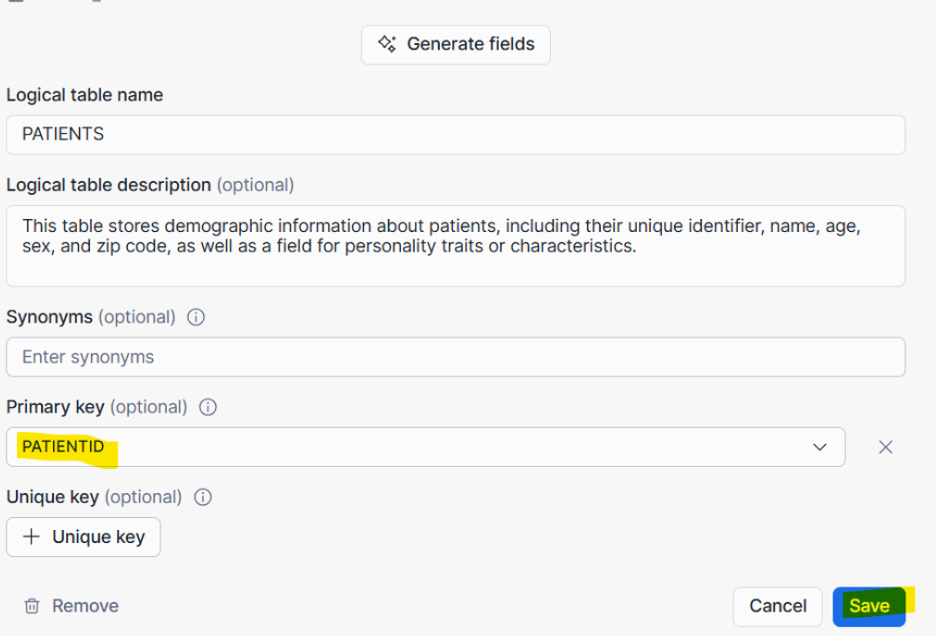 Generate fields
Logical table name
PATIENTS
Logical table description (optional)
This table stores demographic information about patients, including their unique identifier, name, age,
sex, and zip code, as well as a field for personality traits or characteristics.
Synonyms (optional)
Enter synonyms
Primary key (optional)
PATIENTID
Unique key (optional)
+ Unique key
Remove
Cancel
Save